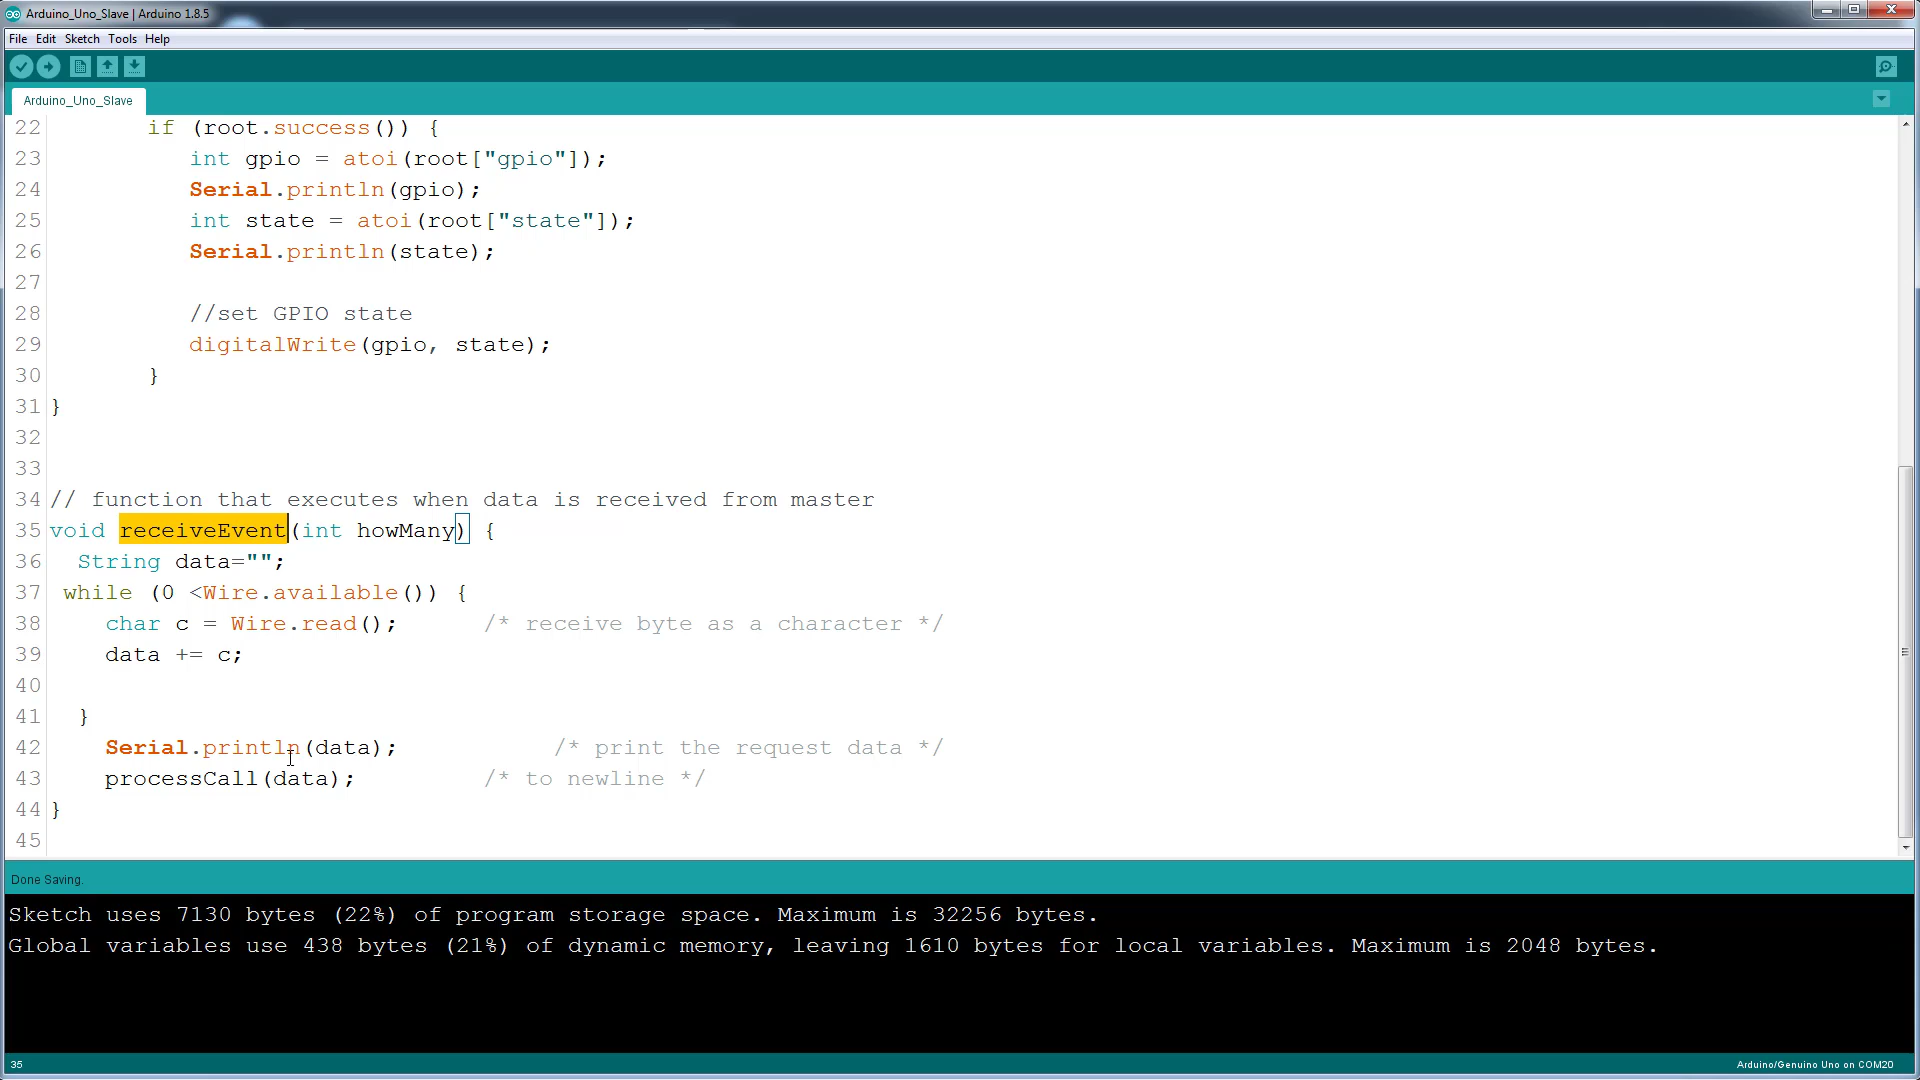 Arduino_Uno_Slave | Arduino 1.8.5
File Edit Sketch Tools Help
Arduino_Uno_Slave
22 if (root.success()) {
23 int gpio = atoi(root["gpio"]);
24 Serial.println(gpio);
25 int state = atoi(root["state"]);
26 Serial.println(state);
27
28 //set GPIO state
29 digitalWrite(gpio, state);
30 }
31 }
32
33
34 // function that executes when data is received from master
35 void receiveEvent(int howMany) {
36 String data="";
37 while (0 <Wire.available()) {
38 char c = Wire.read(); /* receive byte as a character */
39 data += c;
40
41 }
42 Serial.println(data); /* print the request data */
43 processCall(data); /* to newline */
44 }
45
Done Saving.
Sketch uses 7130 bytes (22%) of program storage space. Maximum is 32256 bytes.
Global variables use 438 bytes (21%) of dynamic memory, leaving 1610 bytes for local variables. Maximum is 2048 bytes.
35 Arduino/Genuino Uno on COM20